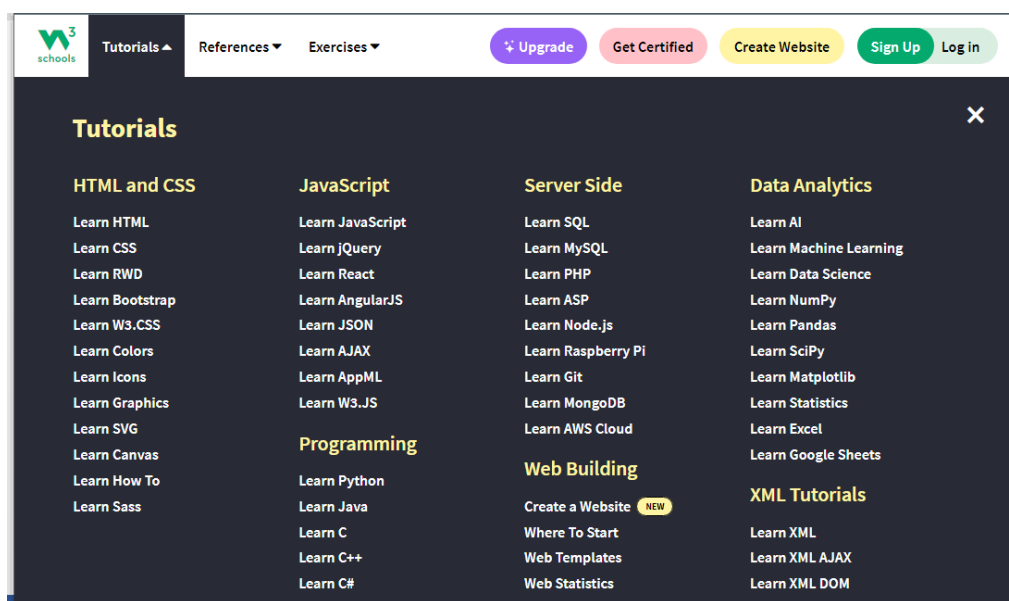 W3
schools
Tutorials
References
Exercises
Upgrade
Get Certified
Create Website
Sign Up
Log in
Tutorials
HTML and CSS
Learn HTML
Learn CSS
Learn RWD
Learn Bootstrap
Learn W3.CSS
Learn Colors
Learn Icons
Learn Graphics
Learn SVG
Learn Canvas
Learn How To
Learn Sass
JavaScript
Learn JavaScript
Learn jQuery
Learn React
Learn AngularJS
Learn JSON
Learn AJAX
Learn AppML
Learn W3.JS
Programming
Learn Python
Learn Java
Learn C
Learn C++
Learn C#
Server Side
Learn SQL
Learn MySQL
Learn PHP
Learn ASP
Learn Node.js
Learn Raspberry Pi
Learn Git
Learn MongoDB
Learn AWS Cloud
Web Building
Create a Website NEW
Where To Start
Web Templates
Web Statistics
Data Analytics
Learn AI
Learn Machine Learning
Learn Data Science
Learn NumPy
Learn Pandas
Learn SciPy
Learn Matplotlib
Learn Statistics
Learn Excel
Learn Google Sheets
XML Tutorials
Learn XML
Learn XML AJAX
Learn XML DOM